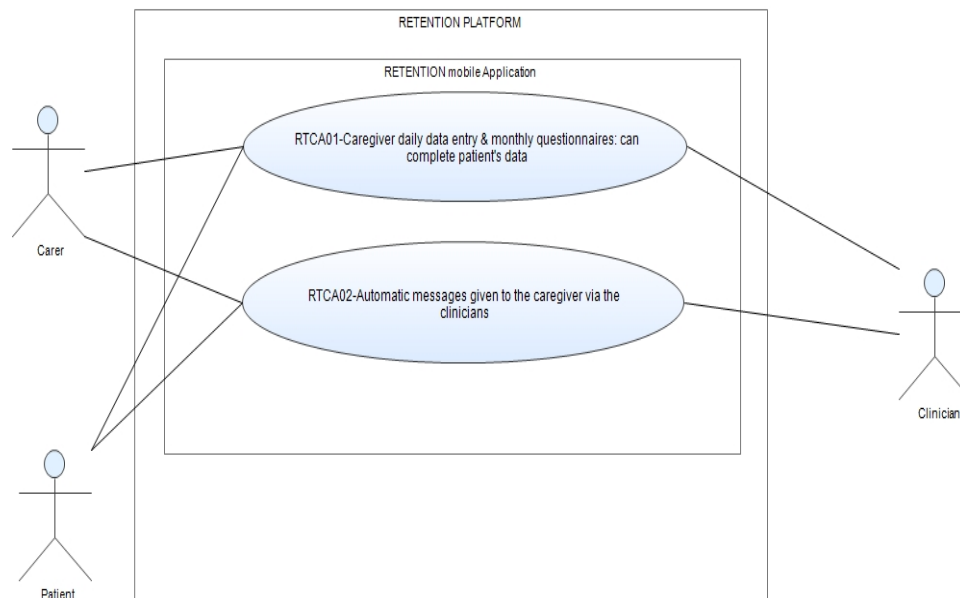 RETENTION PLATFORM
RETENTION mobile Application
RTCA01-Caregiver daily data entry & monthly questionnaires: can
complete patient's data
Carer
RTCA02-Automatic messages given to the caregiver via the
clinicians
Clinician
Patient